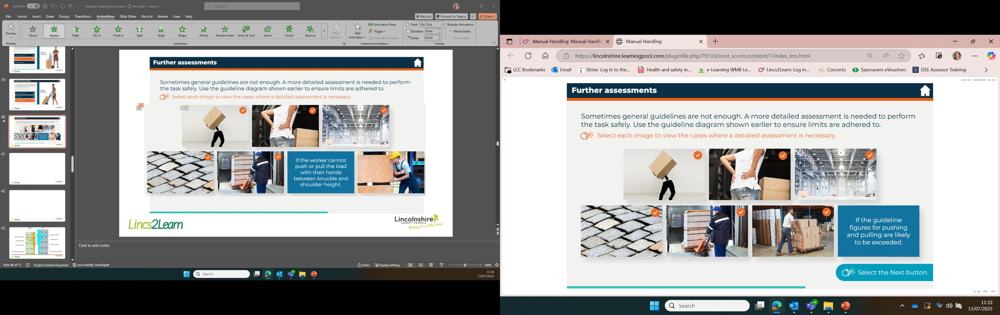 AutoSave
Manual Handling for schools
No Label • Saved
Search
File Home Insert Draw Design Transitions Animations Slide Show Record Review View Help
Record
Present in Teams
Share
Preview
None
Appear
Fade
Fly In
Float In
Split
Wipe
Shape
Wheel
Random Bars
Grow & Turn
Zoom
Swivel
Bounce
Effect
Options
Add
Animation
Animation Pane
Trigger
Animation Painter
Start: On Click
Duration: Auto
Delay: 00.00
Reorder Animation
Move Earlier
Move Later
Preview
Animation
Advanced Animation
Timing
39
40
41
42
43
Further assessments
Sometimes general guidelines are not enough. A more detailed assessment is needed to perform
the task safely. Use the guideline diagram shown earlier to ensure limits are adhered to.
Select each image to view the cases where a detailed assessment is necessary.
6
5
3
If the worker cannot
push or pull the load
with their hands
between knuckle and
shoulder height.
01
Lincs2Learn
Lincolnshire
COUNTY COUNCIL
Working for a better future
Click to add notes
Slide 40 of 73
English (United Kingdom)
Accessibility: Investigate
Notes
Display Settings
100%
Search
11:33
15/07/2025
Manual Handling: Manual Handli
Manual Handling
https://lincolnshire.learningpool.com/pluginfile.php/79133/mod_scorm/content/7/index_lms.html
LCC Bookmarks
Email
Shine: Log in to the...
Health and safety in...
e-Learning WMB Le...
Lincs2Learn: Log in...
Concerto
Specsavers eVouchers
DSE Assessor Training
Further assessments
Sometimes general guidelines are not enough. A more detailed assessment is needed to perform
the task safely. Use the guideline diagram shown earlier to ensure limits are adhered to.
Select each image to view the cases where a detailed assessment is necessary.
If the guideline
figures for pushing
and pulling are likely
to be exceeded.
Select the Next button.
Search
11:33
15/07/2025